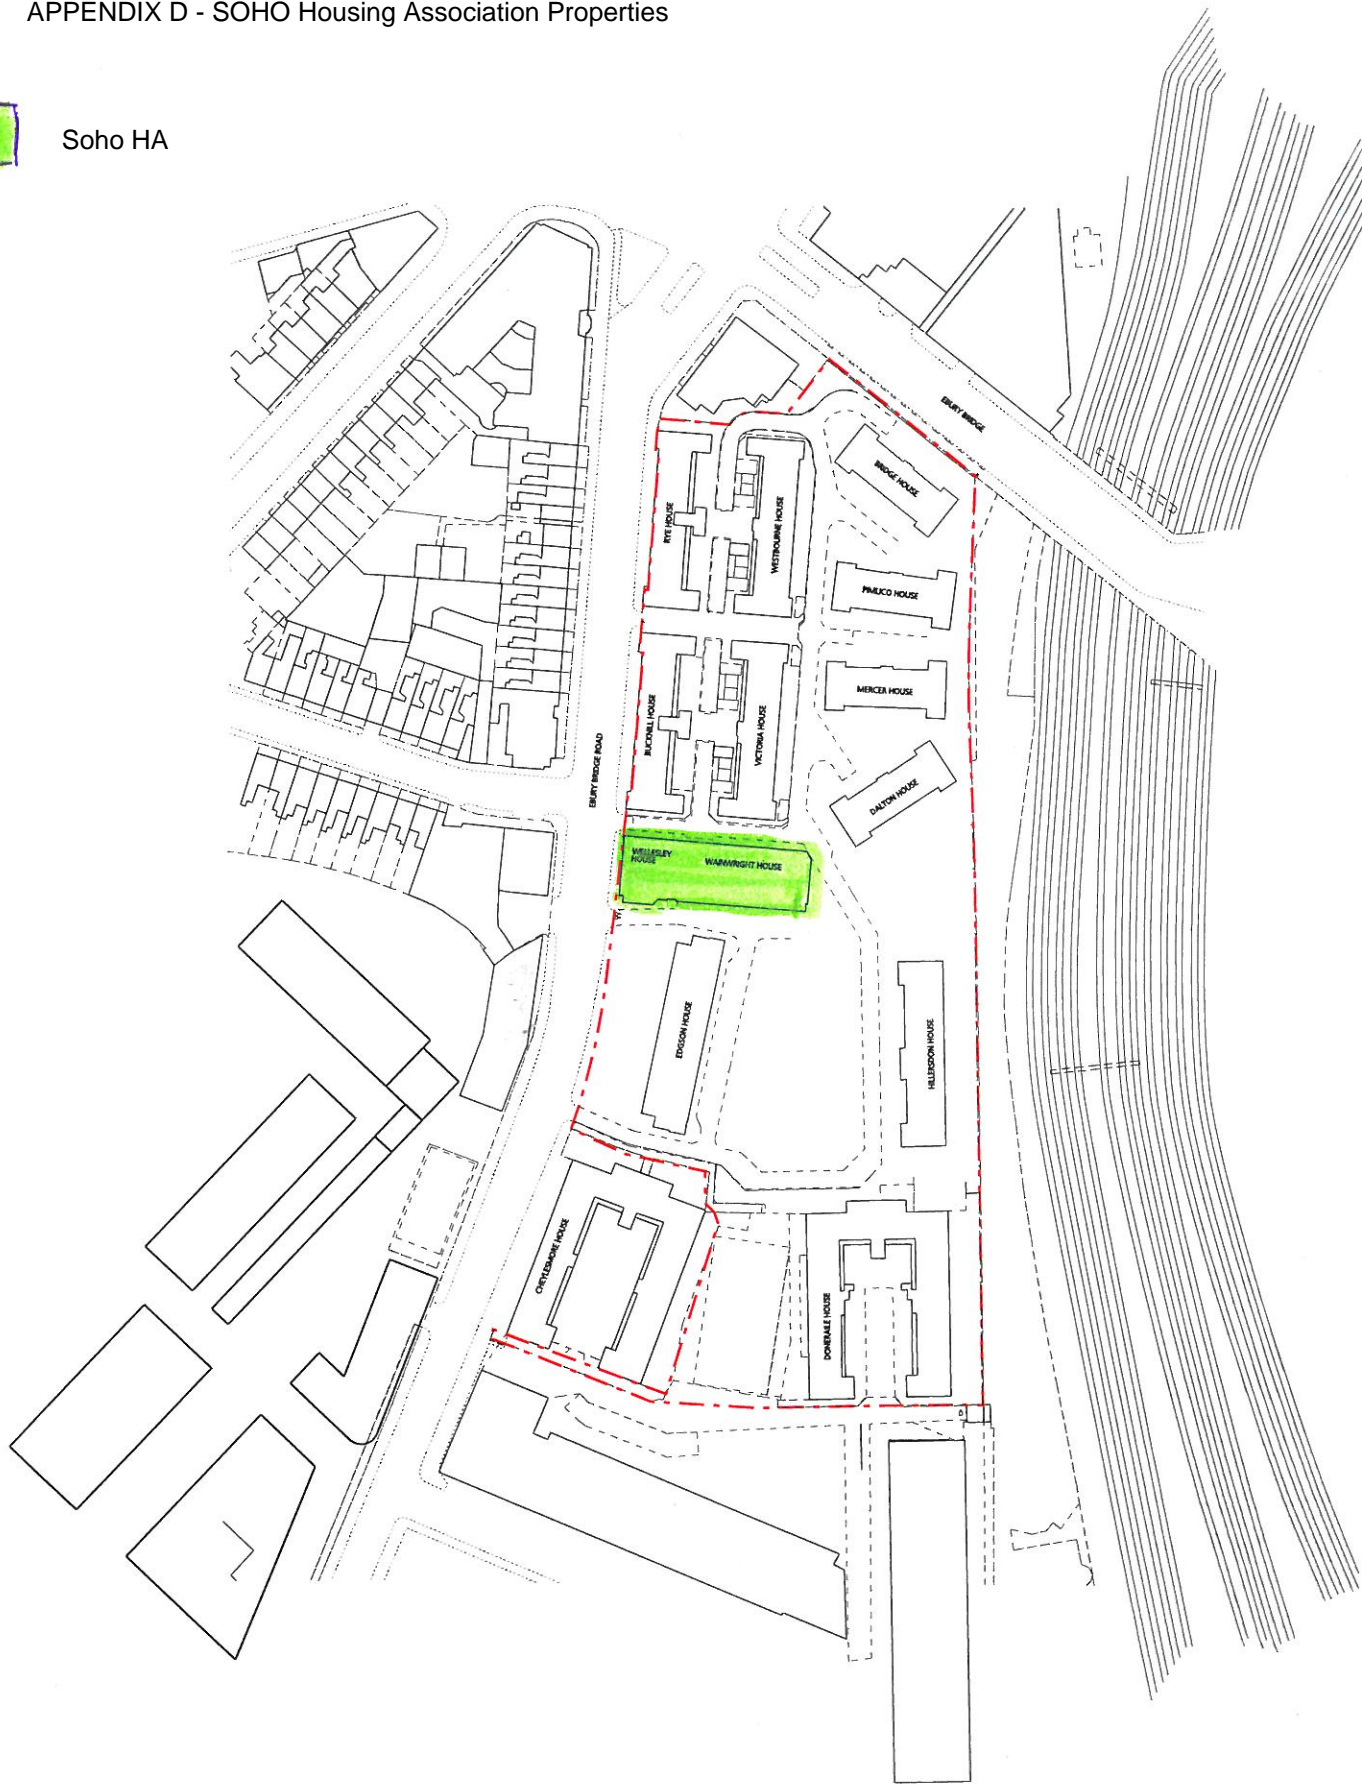 APPENDIX D - SOHO Housing Association Properties
Soho HA
EBURY BRIDGE
BRIDGE HOUSE
RYE HOUSE
WESTBOURNE HOUSE
PIMLICO HOUSE
MERCER HOUSE
BUCKNILL HOUSE
VICTORIA HOUSE
EBURY BRIDGE ROAD
DALTON HOUSE
WELLESLEY
HOUSE
WAINWRIGHT HOUSE
EDGSON HOUSE
HILLERSDON HOUSE
CHEYLESMORE HOUSE
DONERAILE HOUSE